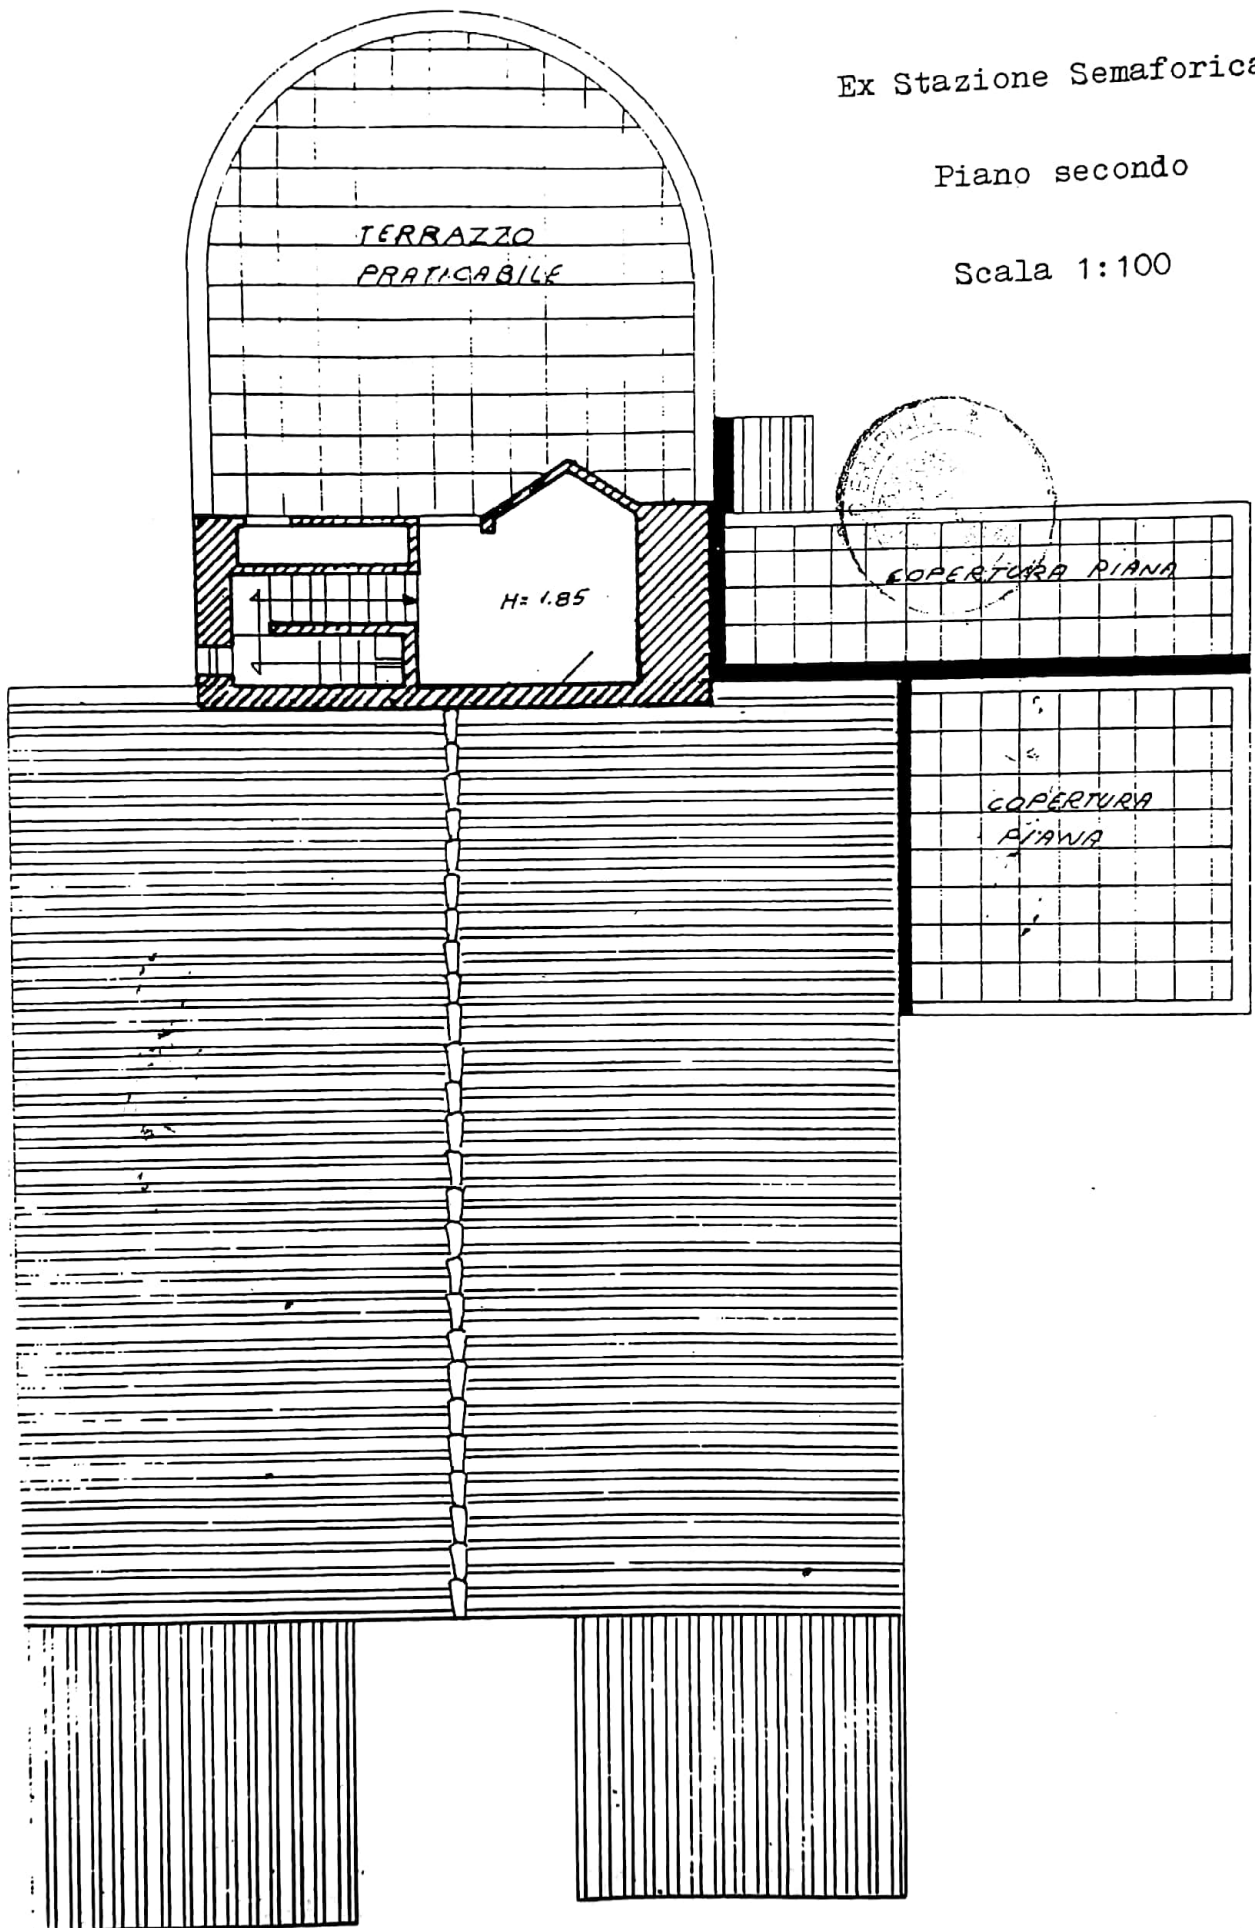 Ex Stazione Semaforica
Piano secondo
Scala 1:100
TERRAZZO
PRATICABILE
H= 1.85
COPERTURA PIANA
COPERTURA
PIANA